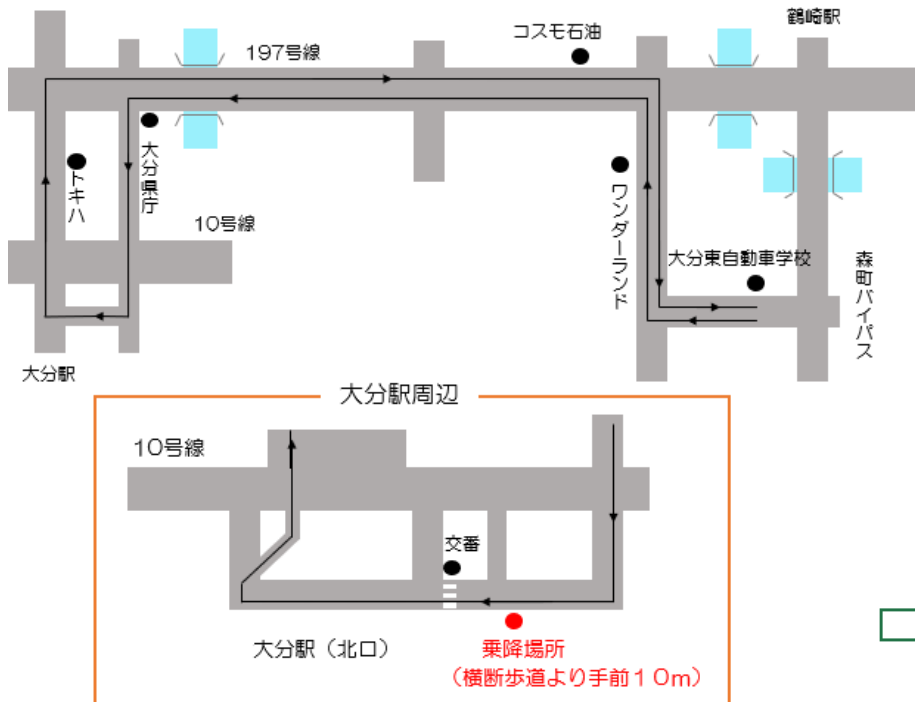 鶴崎駅
コスモ石油
197号線
大分県庁
トキハ
10号線
ワンダーランド
大分東自動車学校
森町バイパス
大分駅
大分駅周辺
10号線
交番
大分駅（北口）
乗降場所
（横断歩道より手前１０ｍ）